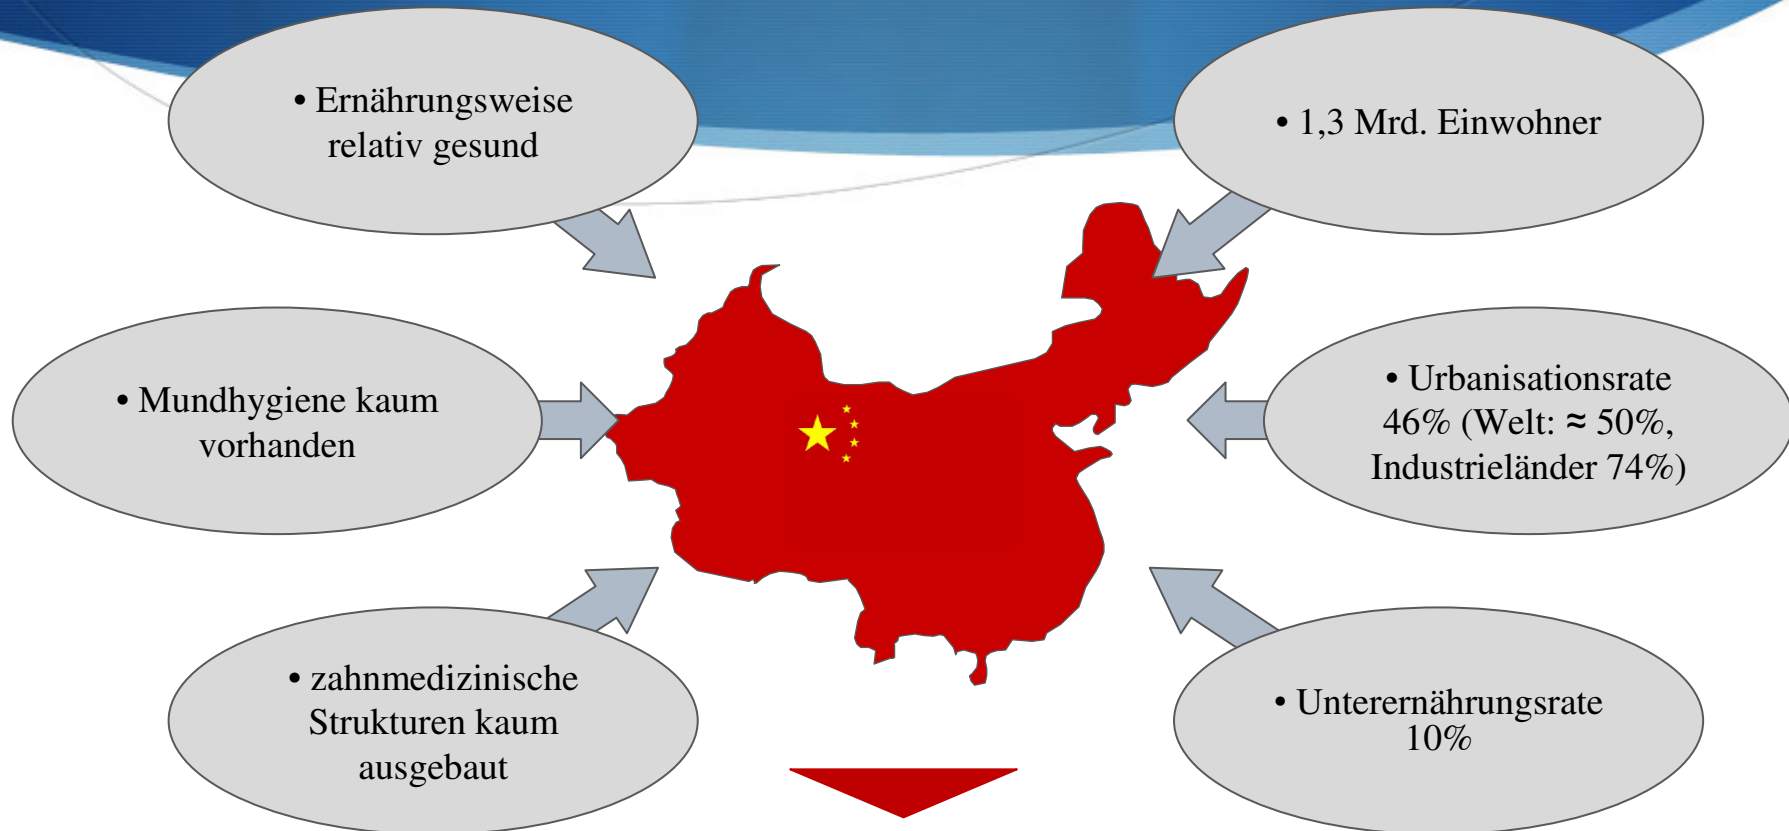 • Ernährungsweise
relativ gesund
• 1,3 Mrd. Einwohner
• Mundhygiene kaum
vorhanden
• Urbanisationsrate
46% (Welt: ≈ 50%,
Industrieländer 74%)
• zahnmedizinische
Strukturen kaum
ausgebaut
• Unterernährungsrate
10%